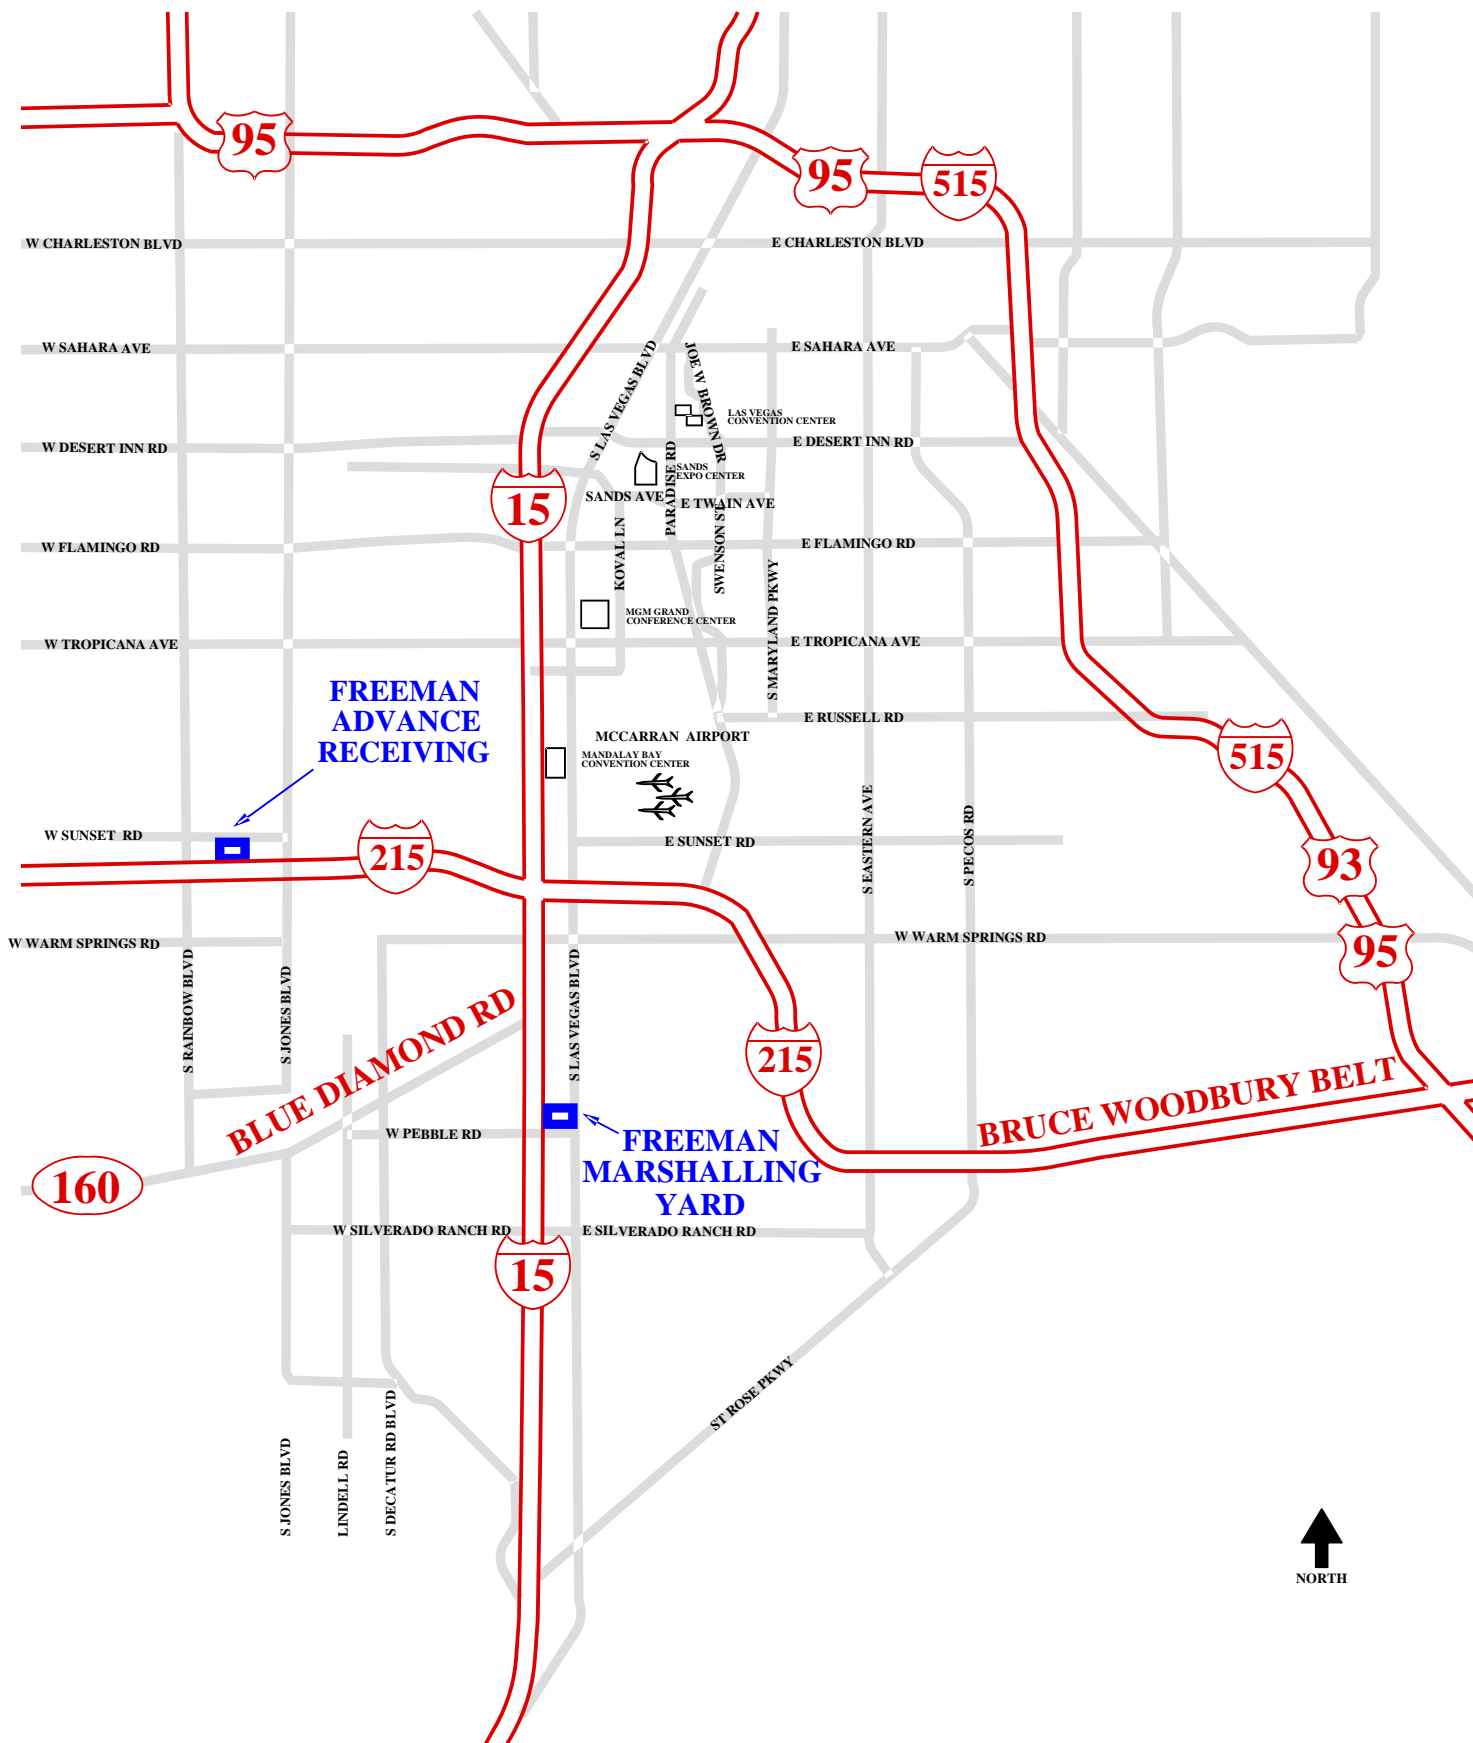 95
95
515
W CHARLESTON BLVD
E CHARLESTON BLVD
W SAHARA AVE
E SAHARA AVE
S LAS VEGAS BLVD
JOE W BROWN DR
LAS VEGAS
CONVENTION CENTER
W DESERT INN RD
E DESERT INN RD
PARADISE RD
SANDS
EXPO CENTER
SANDS AVE
E TWAIN AVE
15
SWENSON ST
KOVAL LN
W FLAMINGO RD
E FLAMINGO RD
S MARYLAND PKWY
MGM GRAND
CONFERENCE CENTER
W TROPICANA AVE
E TROPICANA AVE
FREEMAN
ADVANCE
RECEIVING
E RUSSELL RD
MCCARRAN AIRPORT
MANDALAY BAY
CONVENTION CENTER
515
W SUNSET RD
E SUNSET RD
S EASTERN AVE
S PECOS RD
215
93
W WARM SPRINGS RD
W WARM SPRINGS RD
95
S RAINBOW BLVD
S JONES BLVD
BLUE DIAMOND RD
S LAS VEGAS BLVD
215
BRUCE WOODBURY BELT
W PEBBLE RD
FREEMAN
MARSHALLING
YARD
160
W SILVERADO RANCH RD
E SILVERADO RANCH RD
15
ST ROSE PKWY
S JONES BLVD
LINDELL RD
S DECATUR RD BLVD
NORTH